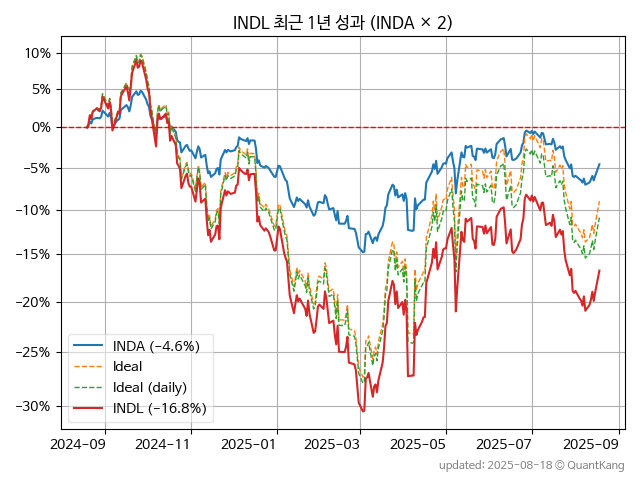 INDL 최근 1년 성과 (INDA × 2)
10%
5%
0%
−5%
−10%
−15%
−20%
−25%
−30%
INDA (−4.6%)
Ideal
Ideal (daily)
INDL (−16.8%)
2024−09
2024−11
2025−01
2025−03
2025−05
2025−07
2025−09
updated: 2025-08-18 © QuantKang